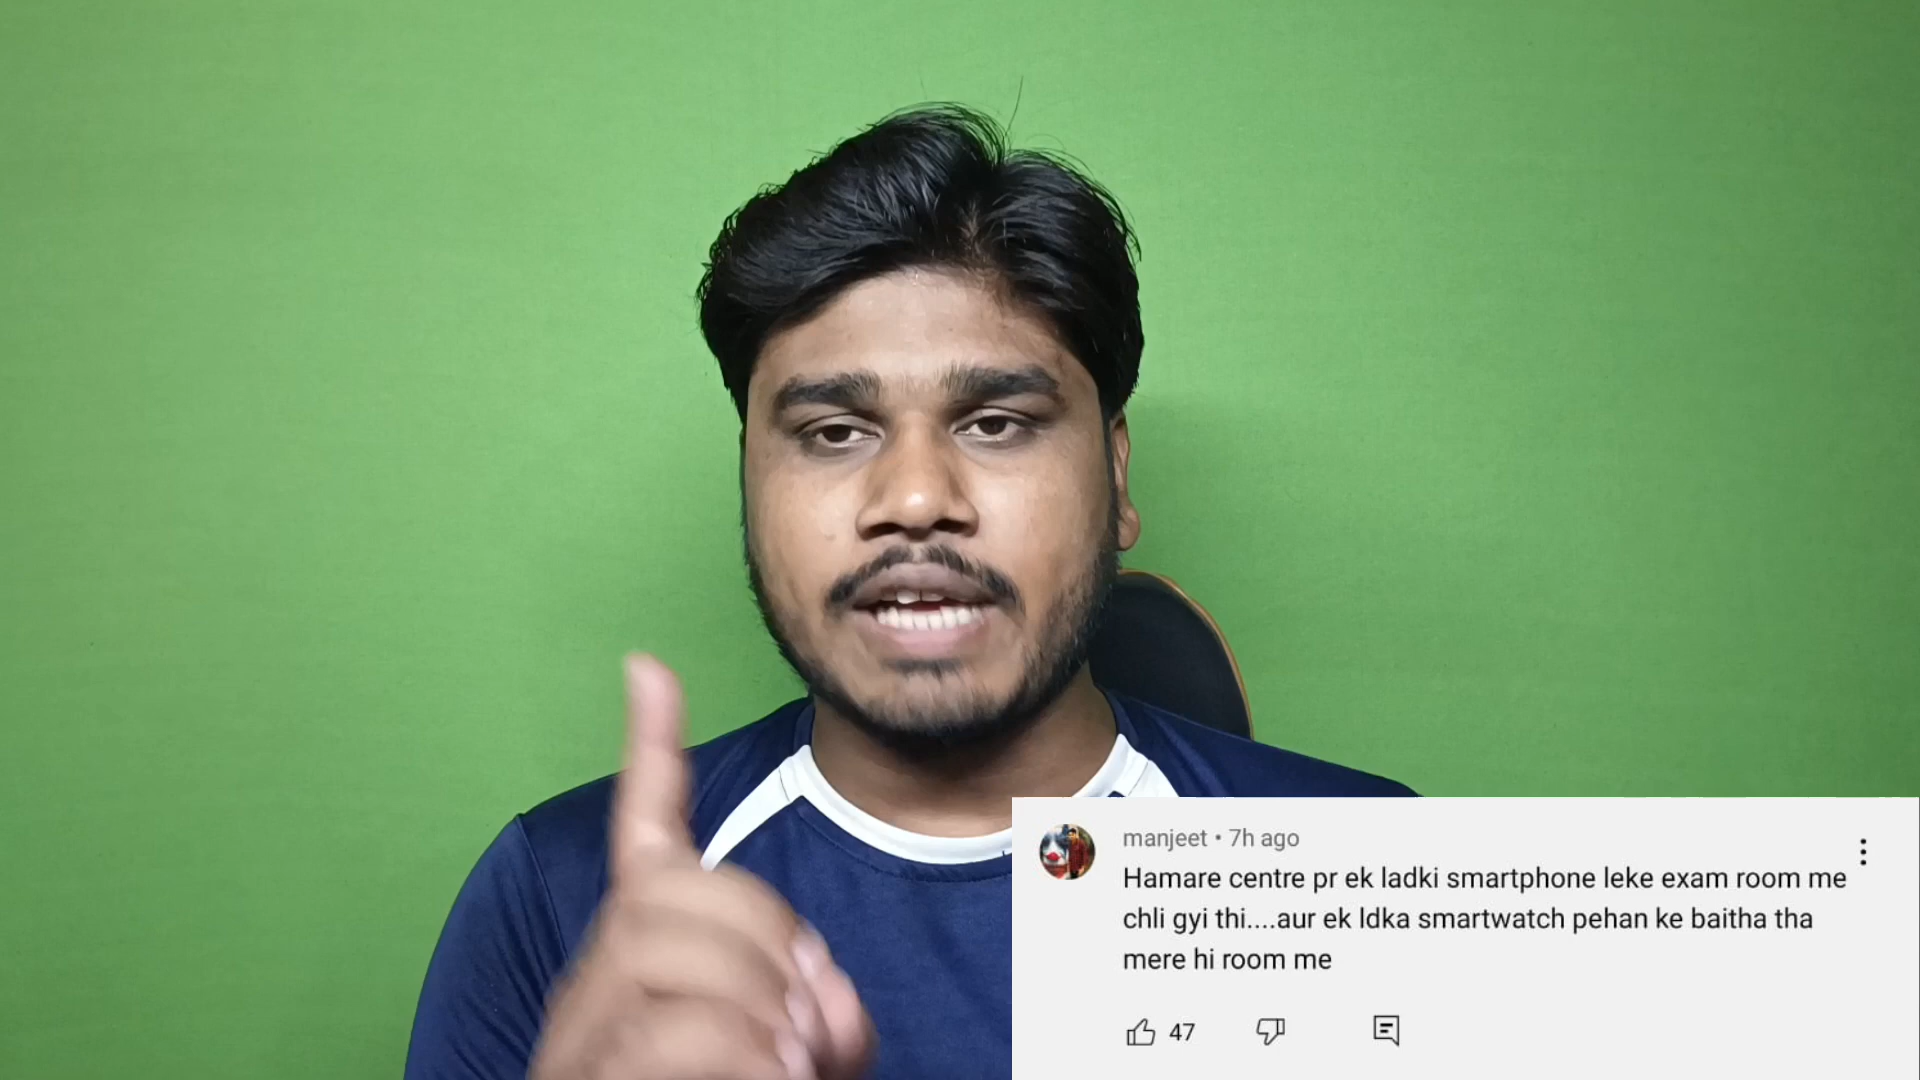 manjeet • 7h ago
Hamare centre pr ek ladki smartphone leke exam room me
chli gyi thi....aur ek ldka smartwatch pehan ke baitha tha
mere hi room me
47